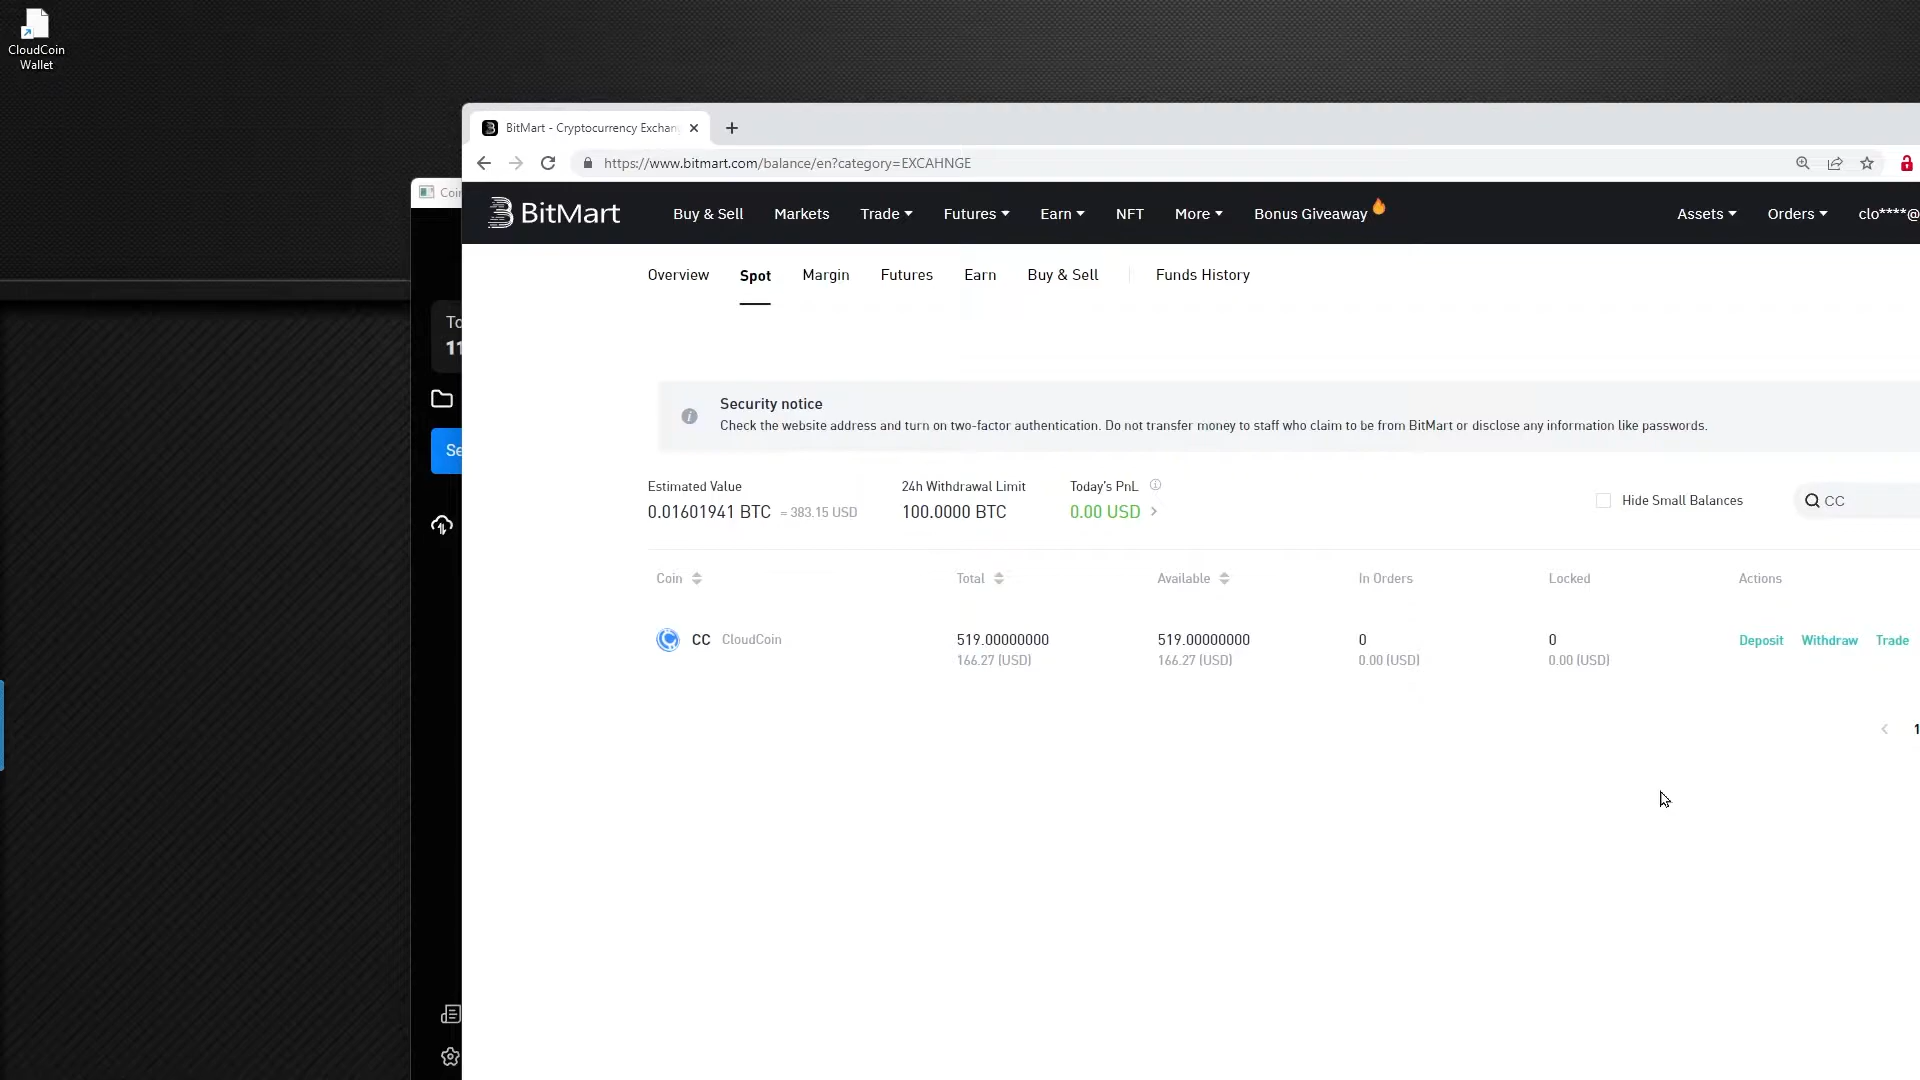 CloudCoin
Wallet
BitMart - Cryptocurrency Exchan
https://www.bitmart.com/balance/en?category=EXCAHNGE
BitMart
Buy & Sell
Markets
Trade
Futures
Earn
NFT
More
Bonus Giveaway
Assets
Orders
clo****@
Overview
Spot
Margin
Futures
Earn
Buy & Sell
Funds History
Security notice
Check the website address and turn on two-factor authentication. Do not transfer money to staff who claim to be from BitMart or disclose any information like passwords.
Estimated Value
0.01601941 BTC = 383.15 USD
24h Withdrawal Limit
100.0000 BTC
Today's PnL
0.00 USD
Hide Small Balances
CC
Coin
Total
Available
In Orders
Locked
Actions
CC CloudCoin
519.00000000
166.27 (USD)
519.00000000
166.27 (USD)
0
0.00 (USD)
0
0.00 (USD)
Deposit
Withdraw
Trade
1